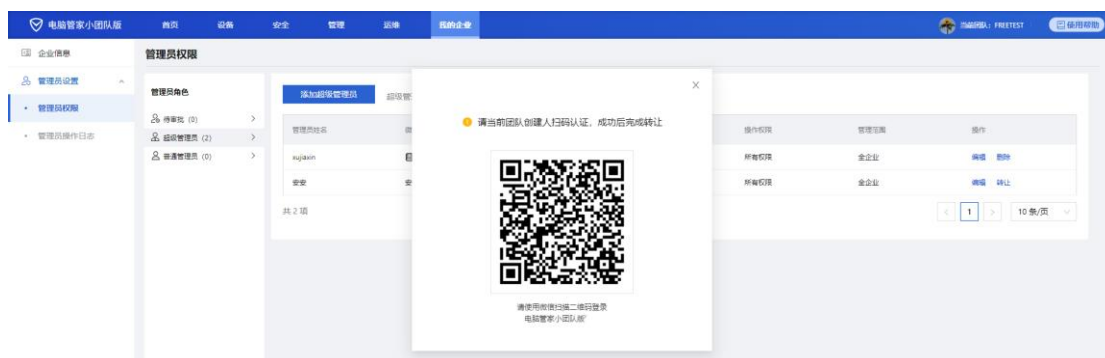 电脑管家小团队版 首页 设备 安全 管理 运维 我的企业 当前团队：FREETEST 使用帮助
企业信息
管理员设置
管理员权限
管理员操作日志
管理员权限
管理员角色
待审批 (0)
超级管理员 (2)
普通管理员 (0)
添加超级管理员 超级管
管理员姓名 操作权限 管理范围 操作
xujiaxin 所有权限 全企业 编辑 删除
安安 安 所有权限 全企业 编辑 转让
共 2 项 1 10 条/页
请当前团队创建人扫码认证，成功后完成转让
请使用微信扫描二维码登录
电脑管家小团队版"